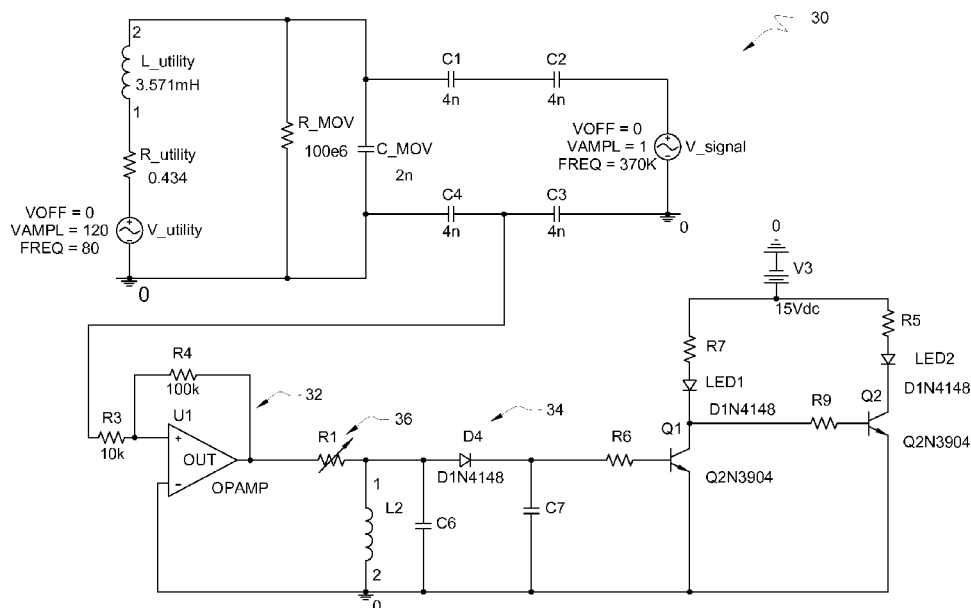 30
2
L_utility
3.571mH
1
R_utility
0.434
VOFF = 0
VAMPL = 120
FREQ = 80
V_utility
0
R_MOV
100e6
C_MOV
2n
C1
4n
C2
4n
VOFF = 0
VAMPL = 1
FREQ = 370K
V_signal
C4
4n
C3
4n
0
0
V3
15Vdc
R5
R7
LED2
LED1
D1N4148
D1N4148
R4
100k
32
U1
R3
10k
+
OUT
-
OPAMP
36
R1
34
D4
D1N4148
R6
Q1
R9
Q2
Q2N3904
Q2N3904
1
L2
2
C6
C7
0